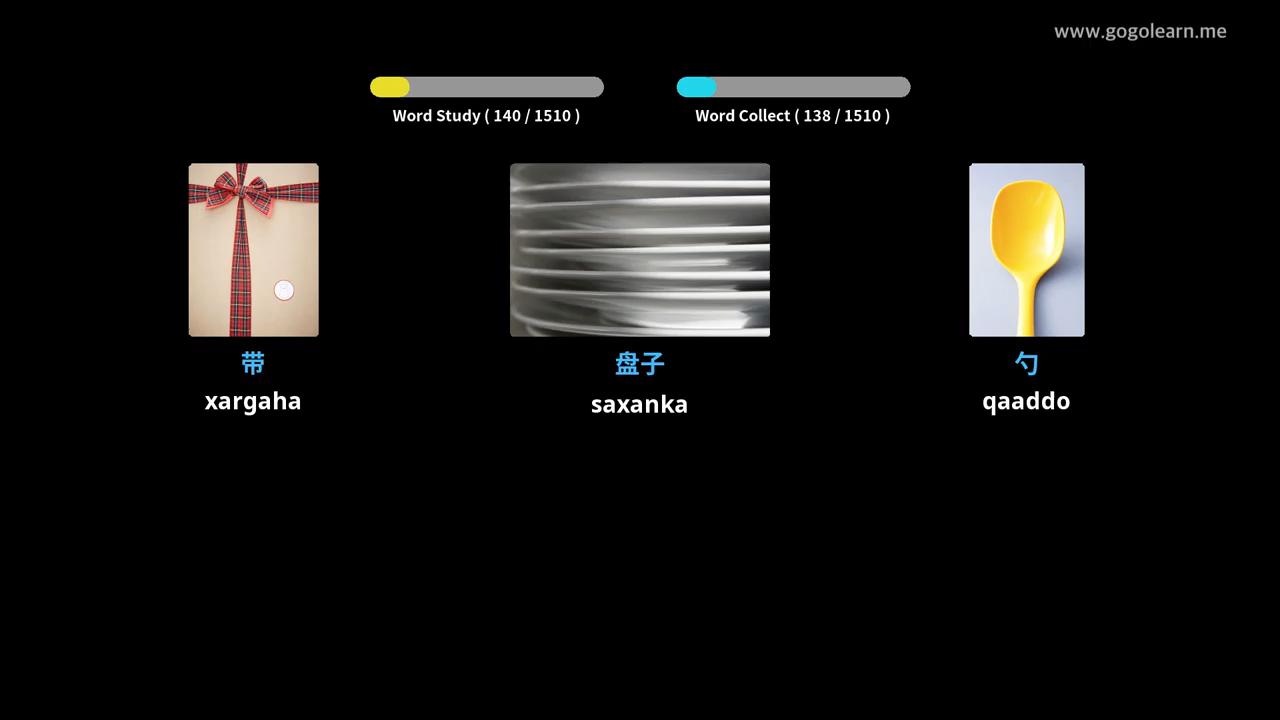 www.gogolearn.me
Word Study ( 140 / 1510 )
Word Collect ( 138 / 1510 )
带
盘子
勺
xargaha
saxanka
qaaddo